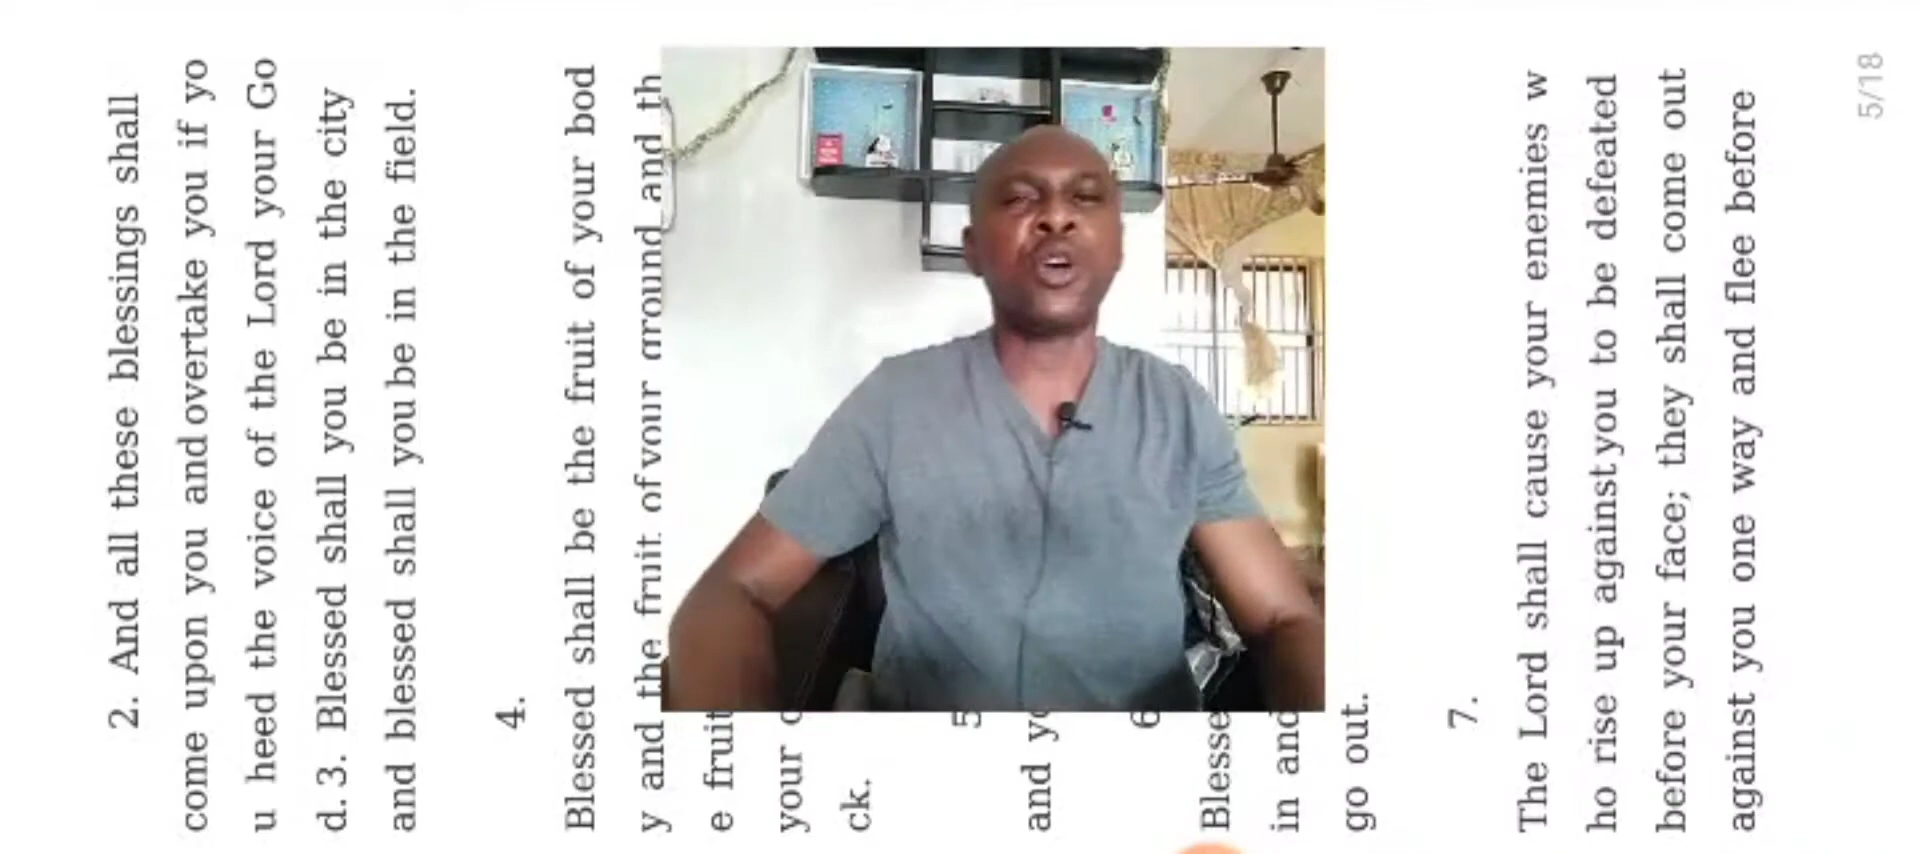 2. And all these blessings shall
come upon you and overtake you if yo
u heed the voice of the Lord your Go
d. 3. Blessed shall you be in the city
and blessed shall you be in the field.
4.
Blessed shall be the fruit of your bod
y and the fruit of your ground and th
e fruit
your
ck.
5
and
6
Blesse
in and
go out.
7.
The Lord shall cause your enemies w
ho rise up against you to be defeated
before your face; they shall come out
against you one way and flee before
5/18